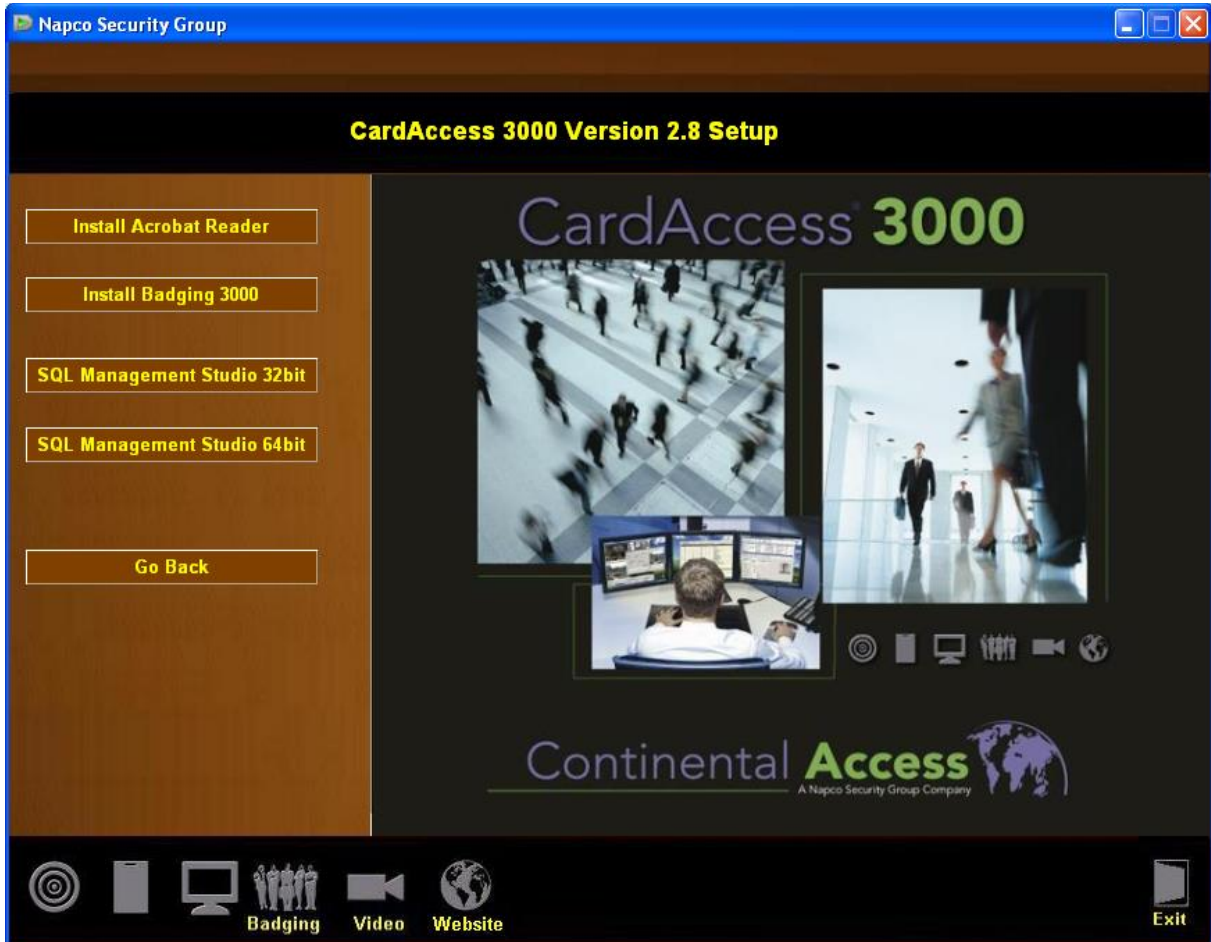 Napco Security Group
CardAccess 3000 Version 2.8 Setup
Install Acrobat Reader
Install Badging 3000
SQL Management Studio 32bit
SQL Management Studio 64bit
Go Back
CardAccess 3000
Continental Access
A Napco Security Group Company
Badging
Video
Website
Exit